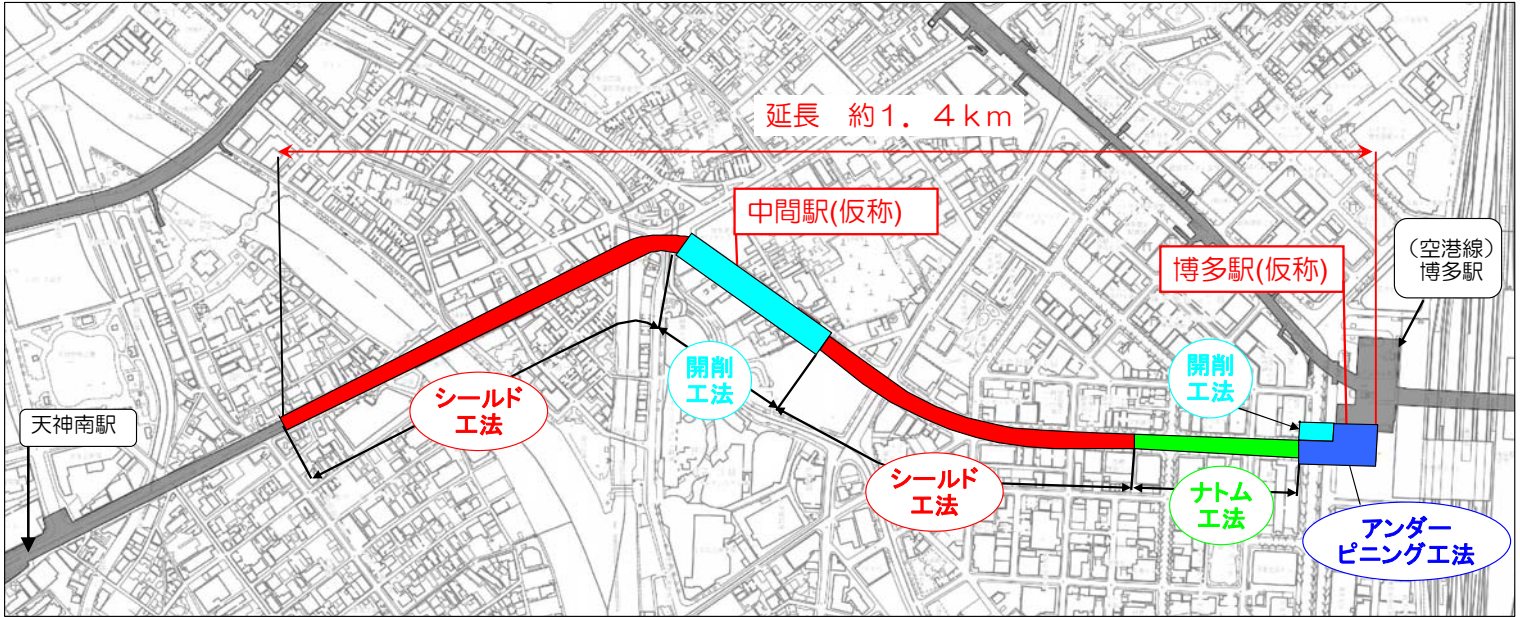 延長 約1.4km
中間駅(仮称)
博多駅(仮称)
(空港線)
博多駅
開削
工法
開削
工法
シールド
工法
天神南駅
シールド
工法
ナトム
工法
アンダー
ピニング工法